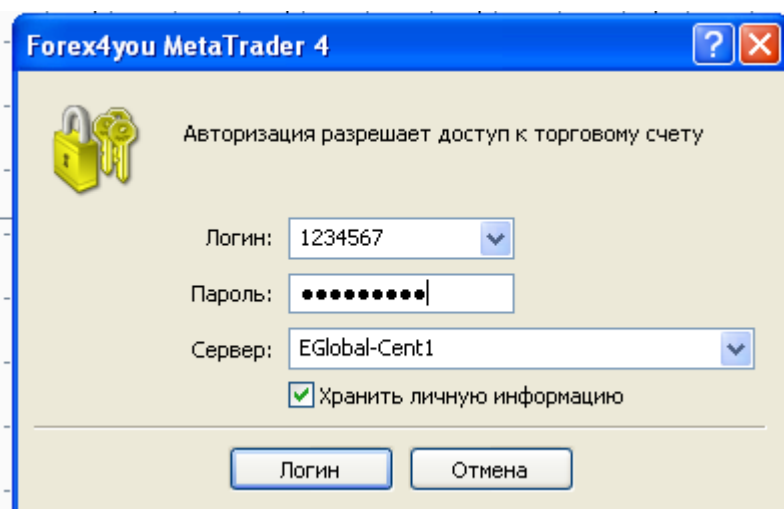 Forex4you MetaTrader 4
Авторизация разрешает доступ к торговому счету
Логин: 1234567
Пароль: ●●●●●●●●●
Сервер: EGlobal-Cent1
Хранить личную информацию
Логин Отмена